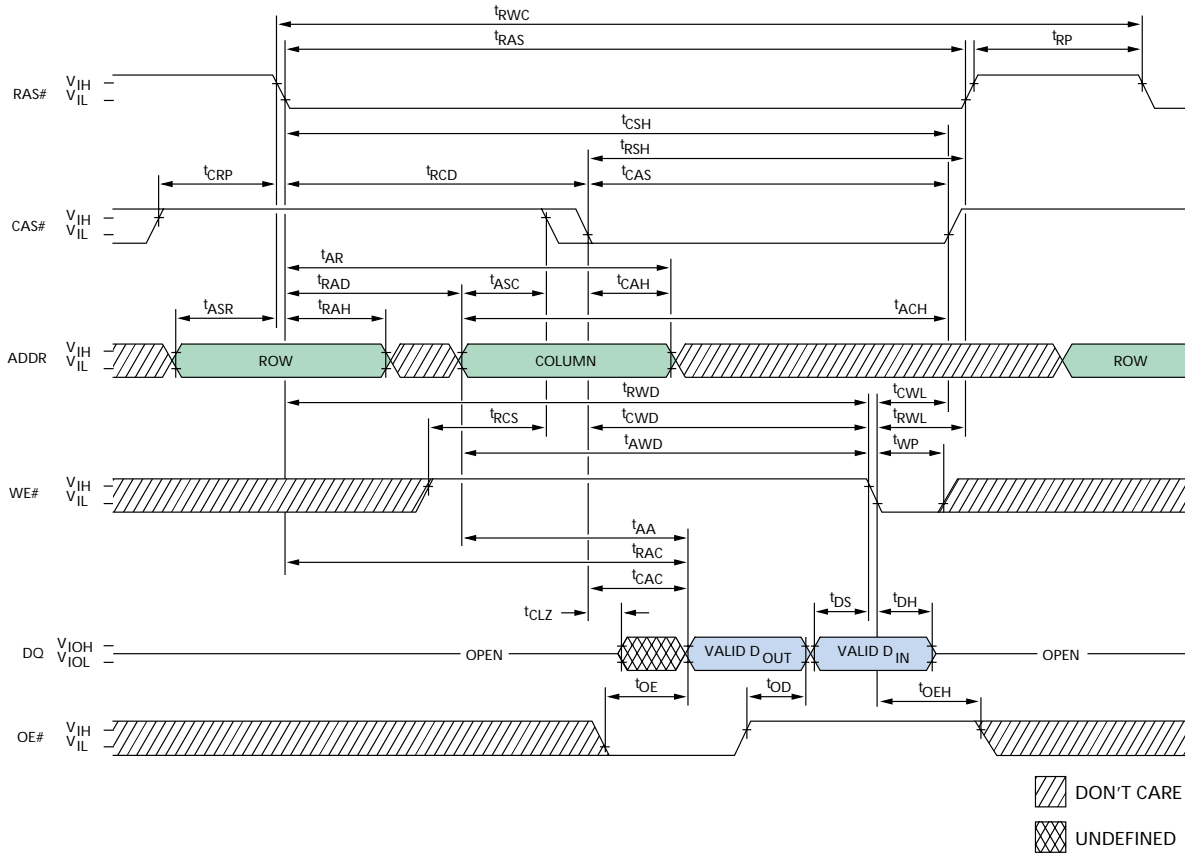 tRWC
tRAS
tRP
RAS#
VIH
VIL
tCSH
tRSH
tCRP
tRCD
tCAS
CAS#
VIH
VIL
tAR
tRAD
tASC
tCAH
tASR
tRAH
tACH
ADDR
VIH
VIL
ROW
COLUMN
ROW
tRWD
tCWL
tRCS
tCWD
tRWL
tAWD
tWP
WE#
VIH
VIL
tAA
tRAC
tCAC
tCLZ
tDS
tDH
DQ
VIOH
VIOL
OPEN
VALID DOUT
VALID DIN
OPEN
tOE
tOD
tOEH
OE#
VIH
VIL
DON'T CARE
UNDEFINED